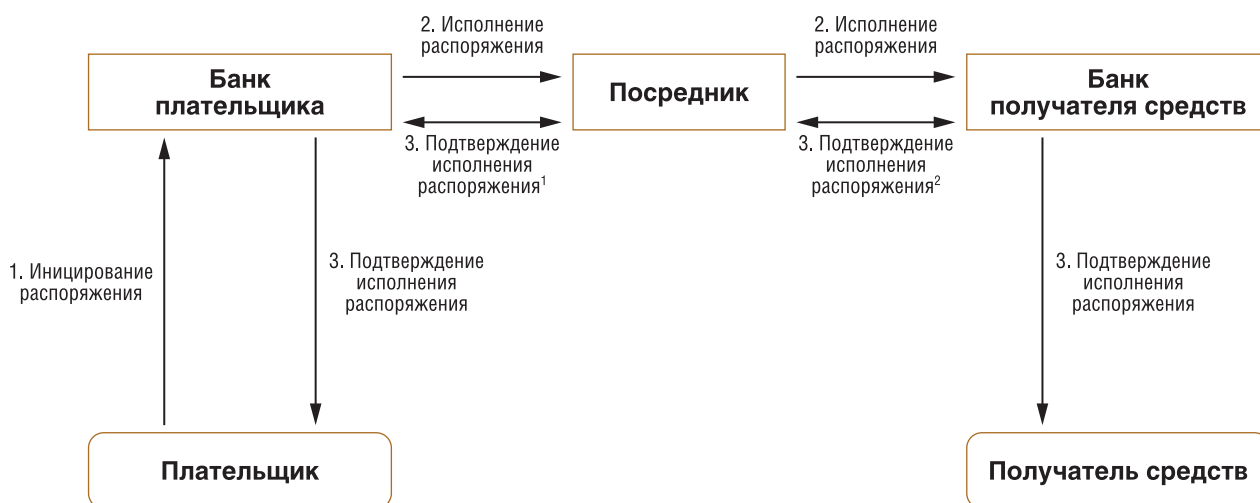 2. Исполнение
распоряжения
2. Исполнение
распоряжения
Банк
плательщика
Посредник
Банк
получателя средств
3. Подтверждение
исполнения
распоряжения¹
3. Подтверждение
исполнения
распоряжения²
1. Инициирование
распоряжения
3. Подтверждение
исполнения
распоряжения
3. Подтверждение
исполнения
распоряжения
Плательщик
Получатель средств